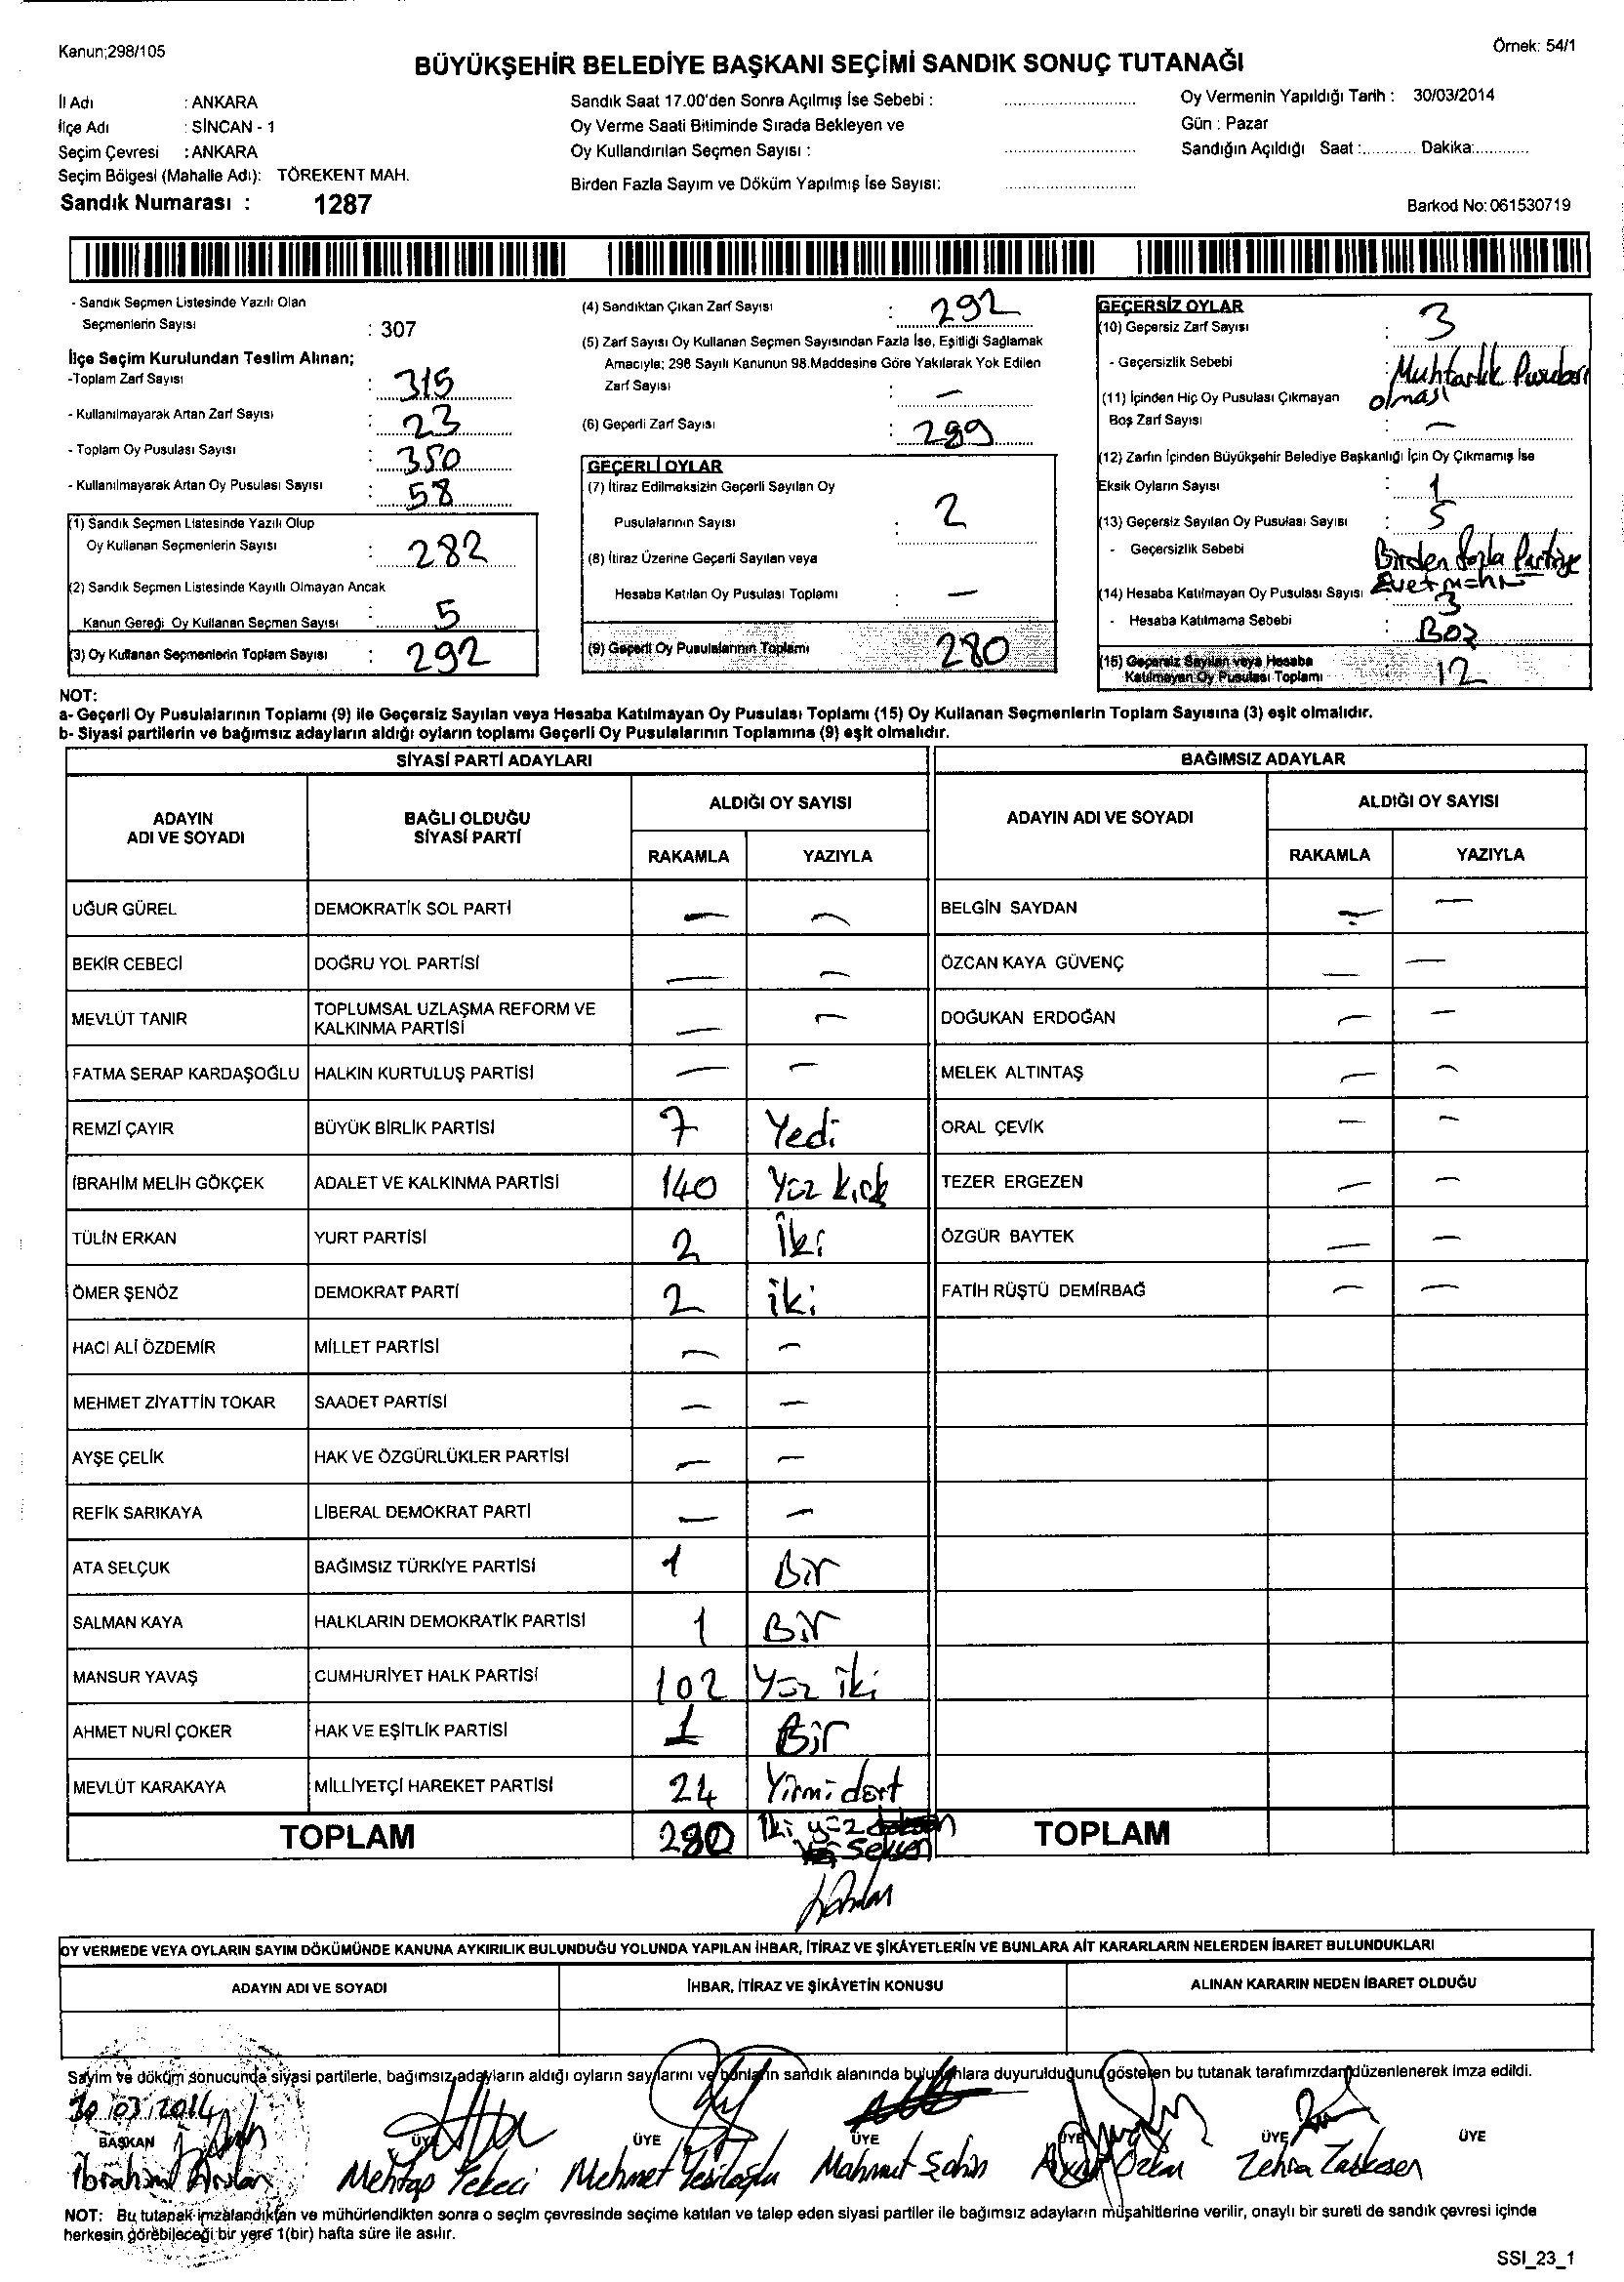 Kanun;298/105
Örnek: 54/1
BÜYÜKŞEHİR BELEDİYE BAŞKANI SEÇİMİ SANDIK SONUÇ TUTANAĞI
İl Adı : ANKARA
İlçe Adı : SİNCAN - 1
Seçim Çevresi : ANKARA
Seçim Bölgesi (Mahalle Adı): TÖREKENT MAH.
Sandık Numarası : 1287
Sandık Saat 17.00'den Sonra Açılmış İse Sebebi :
Oy Verme Saati Bitiminde Sırada Bekleyen ve
Oy Kullandırılan Seçmen Sayısı :
Birden Fazla Sayım ve Döküm Yapılmış İse Sayısı:
Oy Vermenin Yapıldığı Tarih : 30/03/2014
Gün : Pazar
Sandığın Açıldığı Saat :............ Dakika:............
Barkod No: 061530719
- Sandık Seçmen Listesinde Yazılı Olan
Seçmenlerin Sayısı : 307
İlçe Seçim Kurulundan Teslim Alınan;
-Toplam Zarf Sayısı : 315
- Kullanılmayarak Artan Zarf Sayısı : 23
- Toplam Oy Pusulası Sayısı : 350
- Kullanılmayarak Artan Oy Pusulası Sayısı : 58
(1) Sandık Seçmen Listesinde Yazılı Olup
Oy Kullanan Seçmenlerin Sayısı : 282
(2) Sandık Seçmen Listesinde Kayıtlı Olmayan Ancak
Kanun Gereği Oy Kullanan Seçmen Sayısı : 5
(3) Oy Kullanan Seçmenlerin Toplam Sayısı : 292
(4) Sandıktan Çıkan Zarf Sayısı : 292
(5) Zarf Sayısı Oy Kullanan Seçmen Sayısından Fazla İse, Eşitliği Sağlamak
Amacıyla; 298 Sayılı Kanunun 98.Maddesine Göre Yakılarak Yok Edilen
Zarf Sayısı : —
(6) Geçerli Zarf Sayısı : 299
GEÇERLİ OYLAR
(7) İtiraz Edilmeksizin Geçerli Sayılan Oy
Pusulalarının Sayısı : 2
(8) İtiraz Üzerine Geçerli Sayılan veya
Hesaba Katılan Oy Pusulası Toplamı : —
(9) Geçerli Oy Pusulalarının Toplamı 280
GEÇERSİZ OYLAR
(10) Geçersiz Zarf Sayısı : 3
- Geçersizlik Sebebi Muhtarlık Pusulası
olması
(11) İçinden Hiç Oy Pusulası Çıkmayan
Boş Zarf Sayısı : —
(12) Zarfın İçinden Büyükşehir Belediye Başkanlığı İçin Oy Çıkmamış İse
Eksik Oyların Sayısı : 1
(13) Geçersiz Sayılan Oy Pusulası Sayısı : 5
- Geçersizlik Sebebi Birden fazla Partiye
Evet
(14) Hesaba Katılmayan Oy Pusulası Sayısı 3
- Hesaba Katılmama Sebebi : Boş
(15) Geçersiz Sayılan veya Hesaba
Katılmayan Oy Pusulası Toplamı 12
NOT:
a- Geçerli Oy Pusulalarının Toplamı (9) ile Geçersiz Sayılan veya Hesaba Katılmayan Oy Pusulası Toplamı (15) Oy Kullanan Seçmenlerin Toplam Sayısına (3) eşit olmalıdır.
b- Siyasi partilerin ve bağımsız adayların aldığı oyların toplamı Geçerli Oy Pusulalarının Toplamına (9) eşit olmalıdır.
SİYASİ PARTİ ADAYLARI BAĞIMSIZ ADAYLAR
ADAYIN
ADI VE SOYADI
BAĞLI OLDUĞU
SİYASİ PARTİ
ALDIĞI OY SAYISI
RAKAMLA YAZIYLA
ADAYIN ADI VE SOYADI
ALDIĞI OY SAYISI
RAKAMLA YAZIYLA
UĞUR GÜREL DEMOKRATİK SOL PARTİ — — BELGİN SAYDAN — —
BEKİR CEBECİ DOĞRU YOL PARTİSİ — — ÖZCAN KAYA GÜVENÇ — —
MEVLÜT TANIR TOPLUMSAL UZLAŞMA REFORM VE
KALKINMA PARTİSİ — — DOĞUKAN ERDOĞAN — —
FATMA SERAP KARDAŞOĞLU HALKIN KURTULUŞ PARTİSİ — — MELEK ALTINTAŞ — —
REMZİ ÇAYIR BÜYÜK BİRLİK PARTİSİ 7 Yedi ORAL ÇEVİK — —
İBRAHİM MELİH GÖKÇEK ADALET VE KALKINMA PARTİSİ 140 Yüz kırk TEZER ERGEZEN — —
TÜLİN ERKAN YURT PARTİSİ 2 İki ÖZGÜR BAYTEK — —
ÖMER ŞENÖZ DEMOKRAT PARTİ 2 iki FATİH RÜŞTÜ DEMİRBAĞ — —
HACI ALİ ÖZDEMİR MİLLET PARTİSİ — —
MEHMET ZİYATTİN TOKAR SAADET PARTİSİ — —
AYŞE ÇELİK HAK VE ÖZGÜRLÜKLER PARTİSİ — —
REFİK SARIKAYA LİBERAL DEMOKRAT PARTİ — —
ATA SELÇUK BAĞIMSIZ TÜRKİYE PARTİSİ 1 Bir
SALMAN KAYA HALKLARIN DEMOKRATİK PARTİSİ 1 Bir
MANSUR YAVAŞ CUMHURİYET HALK PARTİSİ 102 Yüz iki
AHMET NURİ ÇOKER HAK VE EŞİTLİK PARTİSİ 1 Bir
MEVLÜT KARAKAYA MİLLİYETÇİ HAREKET PARTİSİ 24 Yirmi dört
TOPLAM 280 İki yüz
Seksen
TOPLAM
OY VERMEDE VEYA OYLARIN SAYIM DÖKÜMÜNDE KANUNA AYKIRILIK BULUNDUĞU YOLUNDA YAPILAN İHBAR, İTİRAZ VE ŞİKÂYETLERİN VE BUNLARA AİT KARARLARIN NELERDEN İBARET BULUNDUKLARI
ADAYIN ADI VE SOYADI İHBAR, İTİRAZ VE ŞİKÂYETİN KONUSU ALINAN KARARIN NEDEN İBARET OLDUĞU
Sayim ve döküm sonucunda siyasi partilerle, bağımsız adayların aldığı oyların sayılarını ve bunların sandık alanında bulunanlara duyurulduğunu gösteren bu tutanak tarafımızdan düzenlenerek imza edildi.
30/03/2014
BAŞKAN ÜYE ÜYE ÜYE ÜYE ÜYE ÜYE
İbrahim Arslan Mehtap Tekeci Mehmet Yeşiloğlu Mahmut Şahin Özkan Zehra Taşkesen
NOT: Bu tutanak imzalandıktan ve mühürlendikten sonra o seçim çevresinde seçime katılan ve talep eden siyasi partiler ile bağımsız adayların müşahitlerine verilir, onaylı bir sureti de sandık çevresi içinde
herkesin görebileceği bir yere 1(bir) hafta süre ile asılır.
SSI_23_1